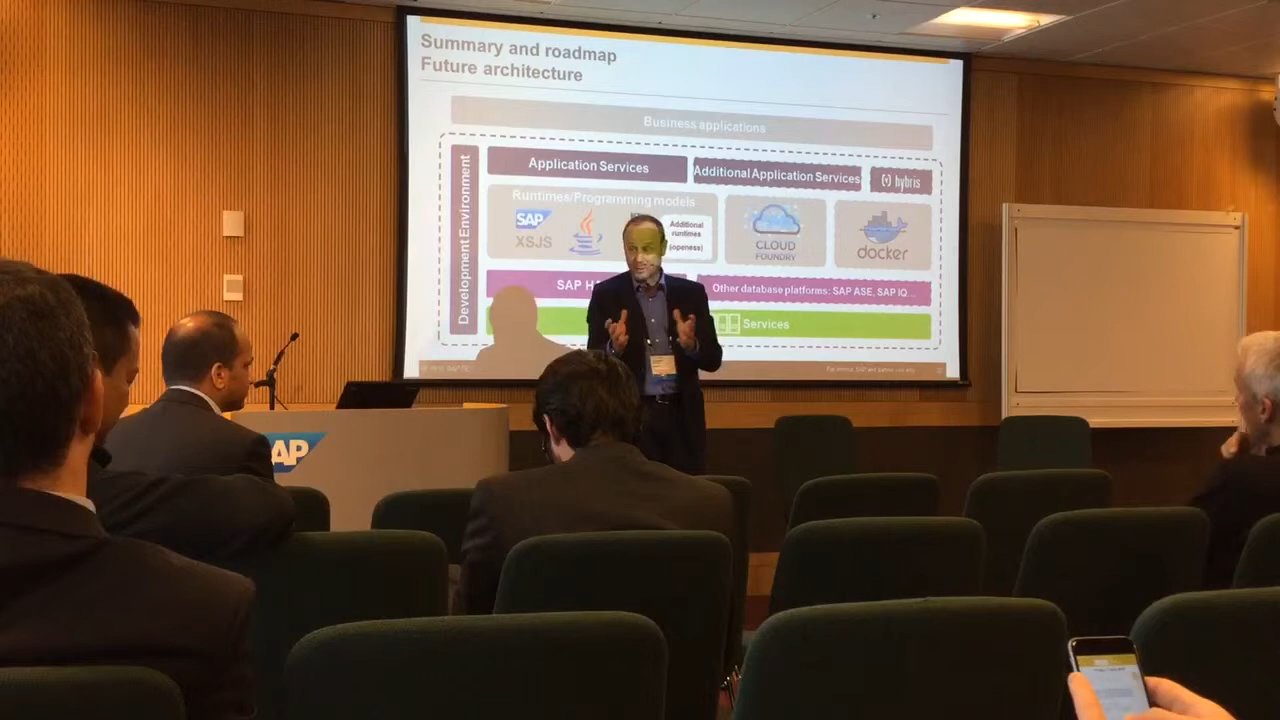 Summary and roadmap
Future architecture
Business applications
Development Environment
Application Services
Additional Application Services
hybris
Runtimes/Programming models
SAP
XSJS
Additional
runtimes
(openess)
CLOUD
FOUNDRY
docker
SAP H
Other database platforms: SAP ASE, SAP IQ...
Services
AP